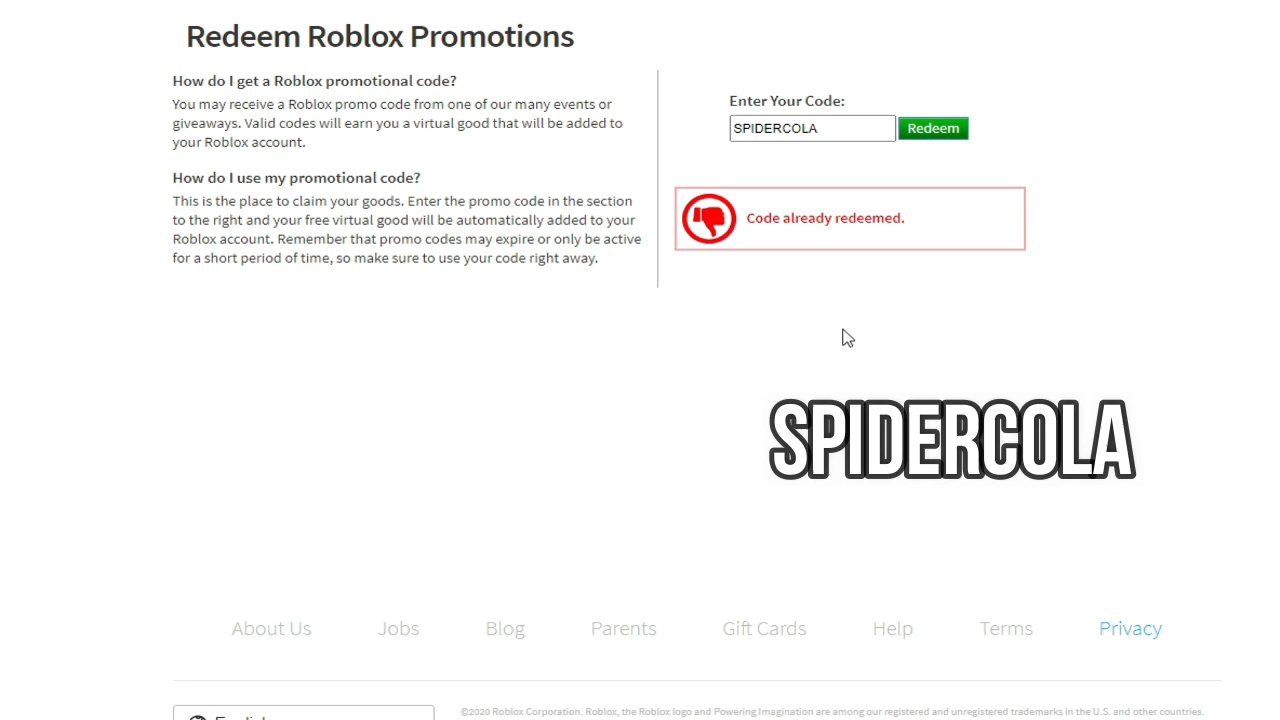 Redeem Roblox Promotions
How do I get a Roblox promotional code?
You may receive a Roblox promo code from one of our many events or
giveaways. Valid codes will earn you a virtual good that will be added to
your Roblox account.
How do I use my promotional code?
This is the place to claim your goods. Enter the promo code in the section
to the right and your free virtual good will be automatically added to your
Roblox account. Remember that promo codes may expire or only be active
for a short period of time, so make sure to use your code right away.
Enter Your Code:
SPIDERCOLA Redeem
Code already redeemed.
SPIDERCOLA
About Us Jobs Blog Parents Gift Cards Help Terms Privacy
English
©2020 Roblox Corporation. Roblox, the Roblox logo and Powering Imagination are among our registered and unregistered trademarks in the U.S. and other countries.